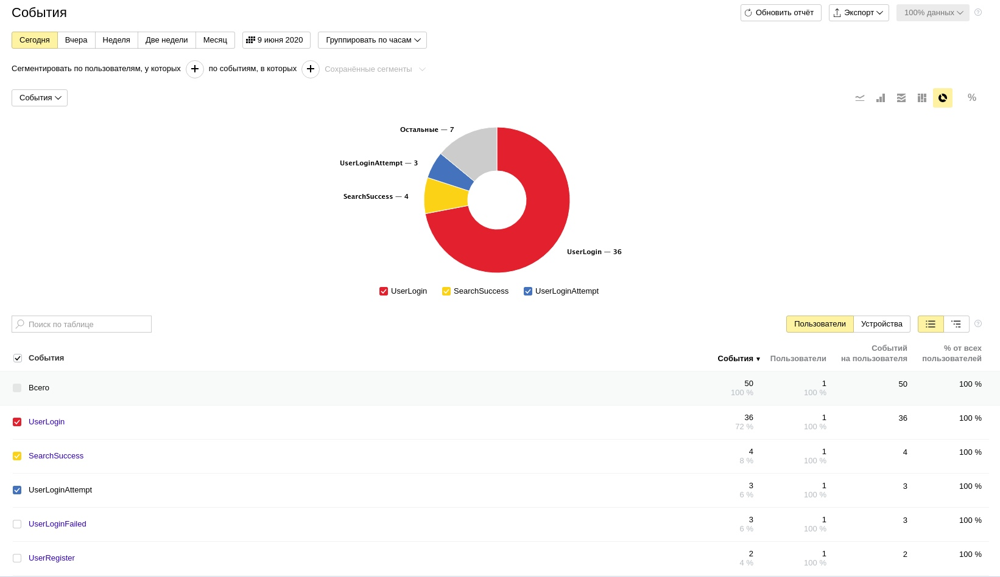 События
Обновить отчёт
Экспорт
100% данных
Сегодня
Вчера
Неделя
Две недели
Месяц
9 июня 2020
Группировать по часам
Сегментировать по пользователям, у которых
по событиям, в которых
Сохранённые сегменты
События
%
Остальные — 7
UserLoginAttempt — 3
SearchSuccess — 4
UserLogin — 36
UserLogin
SearchSuccess
UserLoginAttempt
Поиск по таблице
Пользователи
Устройства
События
События ▼
Пользователи
Событий
на пользователя
% от всех
пользователей
Всего
50
100 %
1
100 %
50
100 %
UserLogin
36
72 %
1
100 %
36
100 %
SearchSuccess
4
8 %
1
100 %
4
100 %
UserLoginAttempt
3
6 %
1
100 %
3
100 %
UserLoginFailed
3
6 %
1
100 %
3
100 %
UserRegister
2
4 %
1
100 %
2
100 %